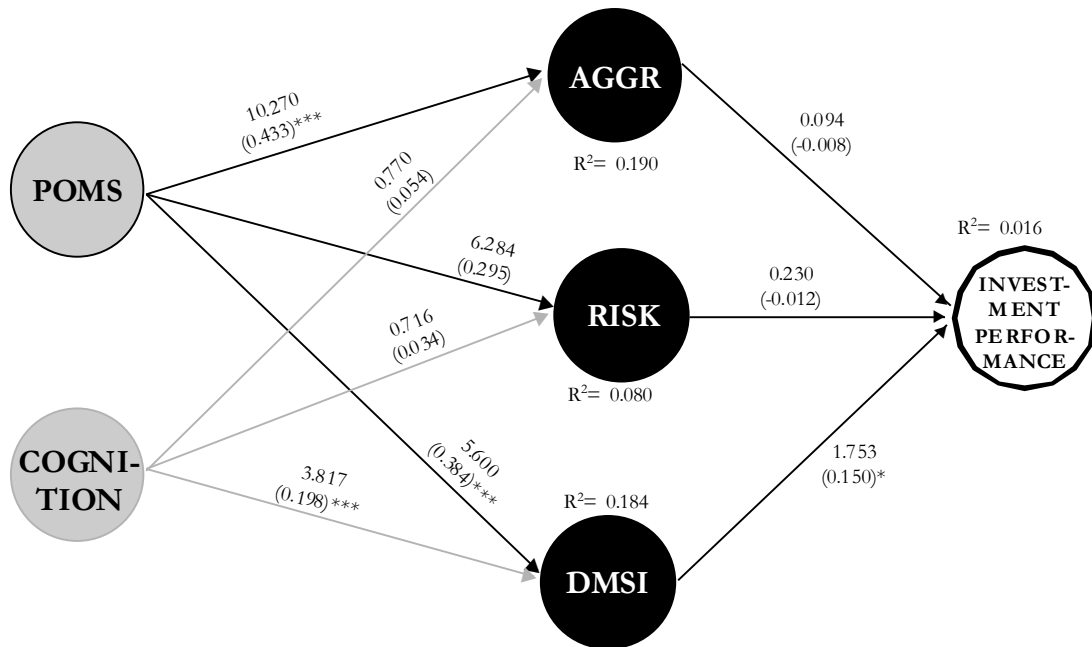 AGGR
R²= 0.190
10.270
(0.433)***
0.770
(0.054)
0.094
(-0.008)
POMS
R²= 0.016
6.284
(0.295)
0.230
(-0.012)
INVEST-
MENT
PERFOR-
MANCE
RISK
R²= 0.080
0.716
(0.034)
COGNI-
TION
5.600
(0.384)***
3.817
(0.198)***
1.753
(0.150)*
R²= 0.184
DMSI